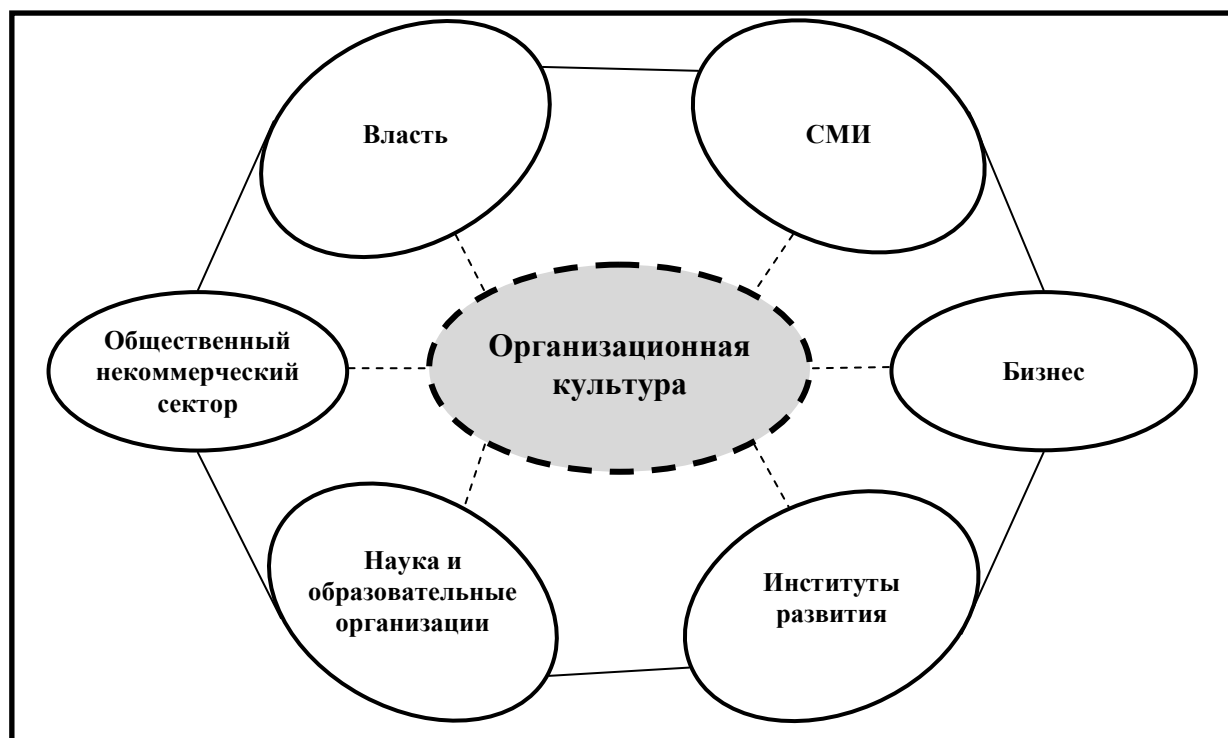 Власть
СМИ
Общественный
некоммерческий
сектор
Организационная
культура
Бизнес
Наука и
образовательные
организации
Институты
развития